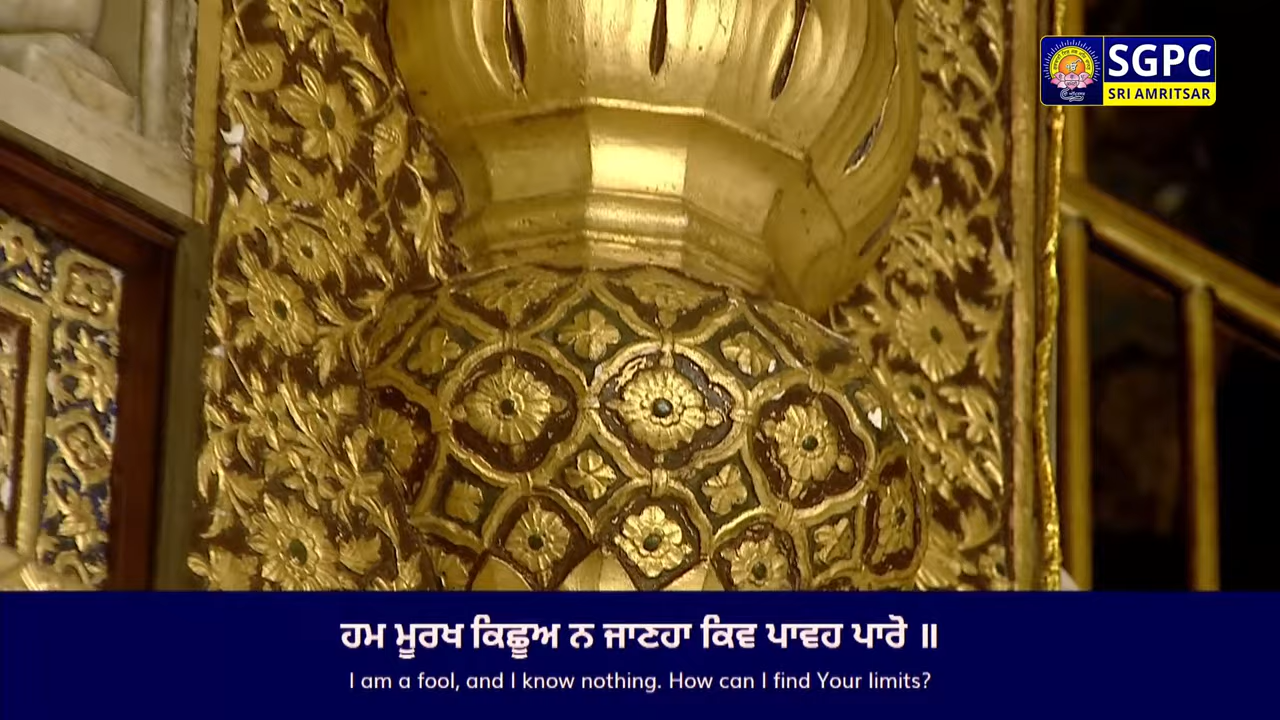 SGPC
SRI AMRITSAR
ਹਮ ਮੂਰਖ ਕਿਛੂਅ ਨ ਜਾਣਹਾ ਕਿਵ ਪਾਵਹ ਪਾਰੋ ॥
I am a fool, and I know nothing. How can I find Your limits?